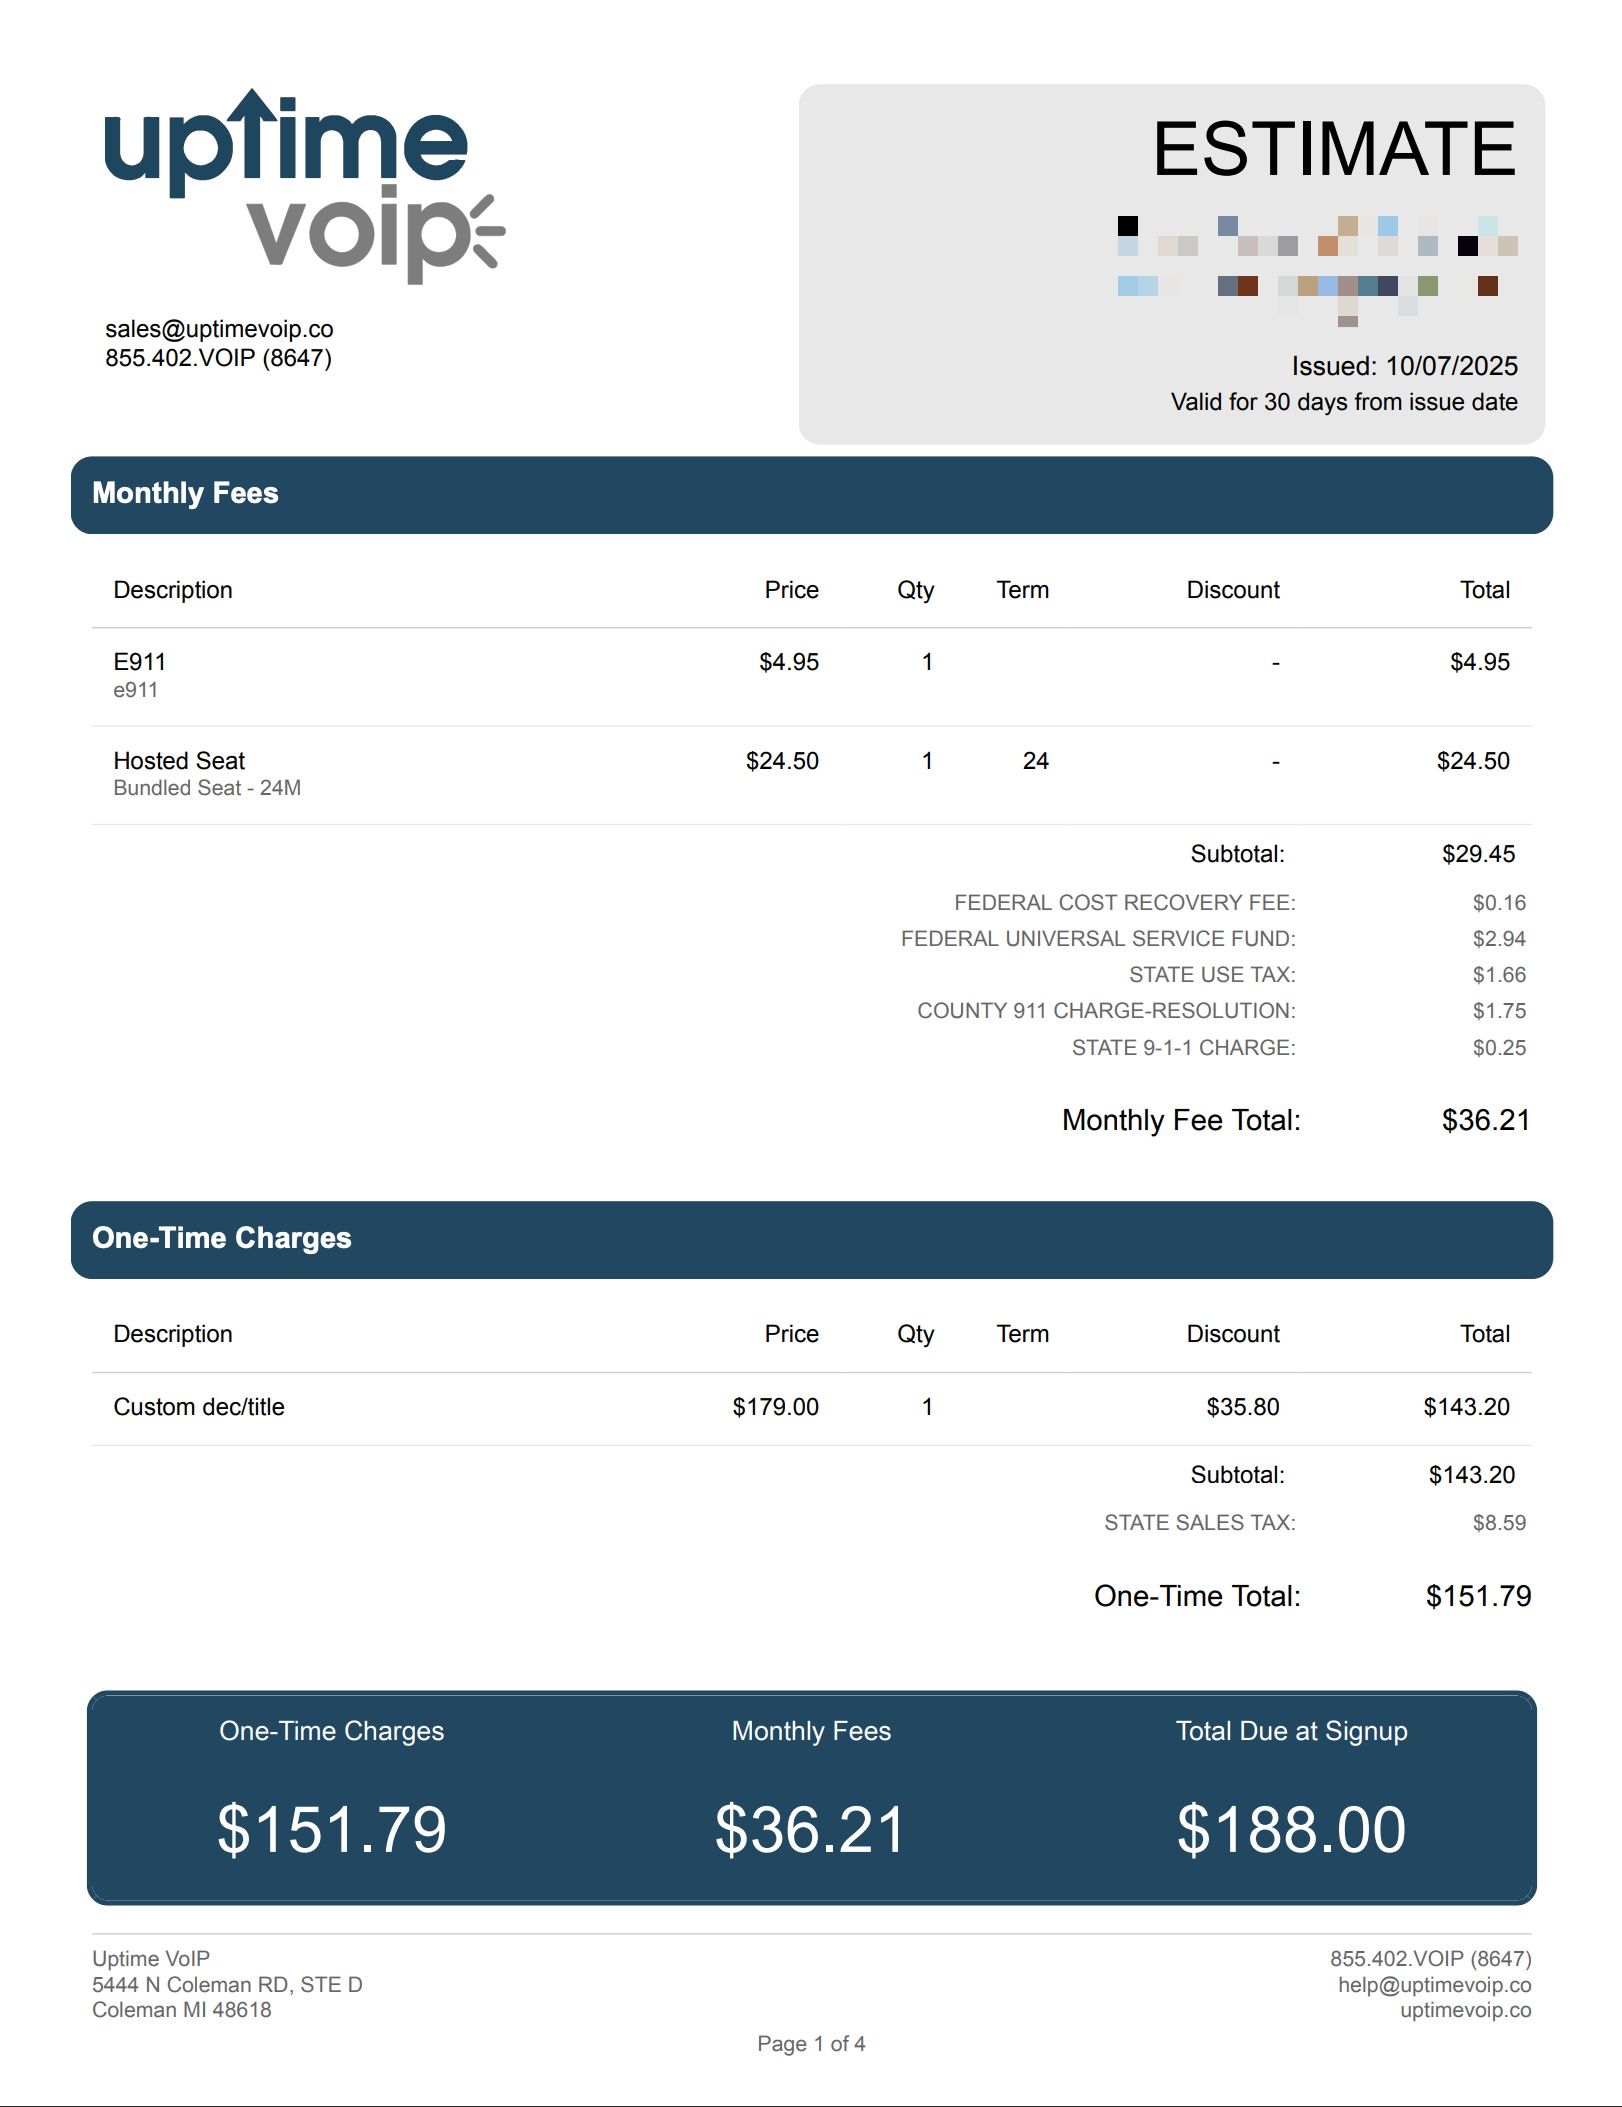 uptime
voip
sales@uptimevoip.co
855.402.VOIP (8647)
ESTIMATE
Issued: 10/07/2025
Valid for 30 days from issue date
Monthly Fees
Description Price Qty Term Discount Total
E911 $4.95 1 - $4.95
e911
Hosted Seat $24.50 1 24 - $24.50
Bundled Seat - 24M
Subtotal: $29.45
FEDERAL COST RECOVERY FEE: $0.16
FEDERAL UNIVERSAL SERVICE FUND: $2.94
STATE USE TAX: $1.66
COUNTY 911 CHARGE-RESOLUTION: $1.75
STATE 9-1-1 CHARGE: $0.25
Monthly Fee Total: $36.21
One-Time Charges
Description Price Qty Term Discount Total
Custom dec/title $179.00 1 $35.80 $143.20
Subtotal: $143.20
STATE SALES TAX: $8.59
One-Time Total: $151.79
One-Time Charges Monthly Fees Total Due at Signup
$151.79 $36.21 $188.00
Uptime VoIP 855.402.VOIP (8647)
5444 N Coleman RD, STE D help@uptimevoip.co
Coleman MI 48618 uptimevoip.co
Page 1 of 4